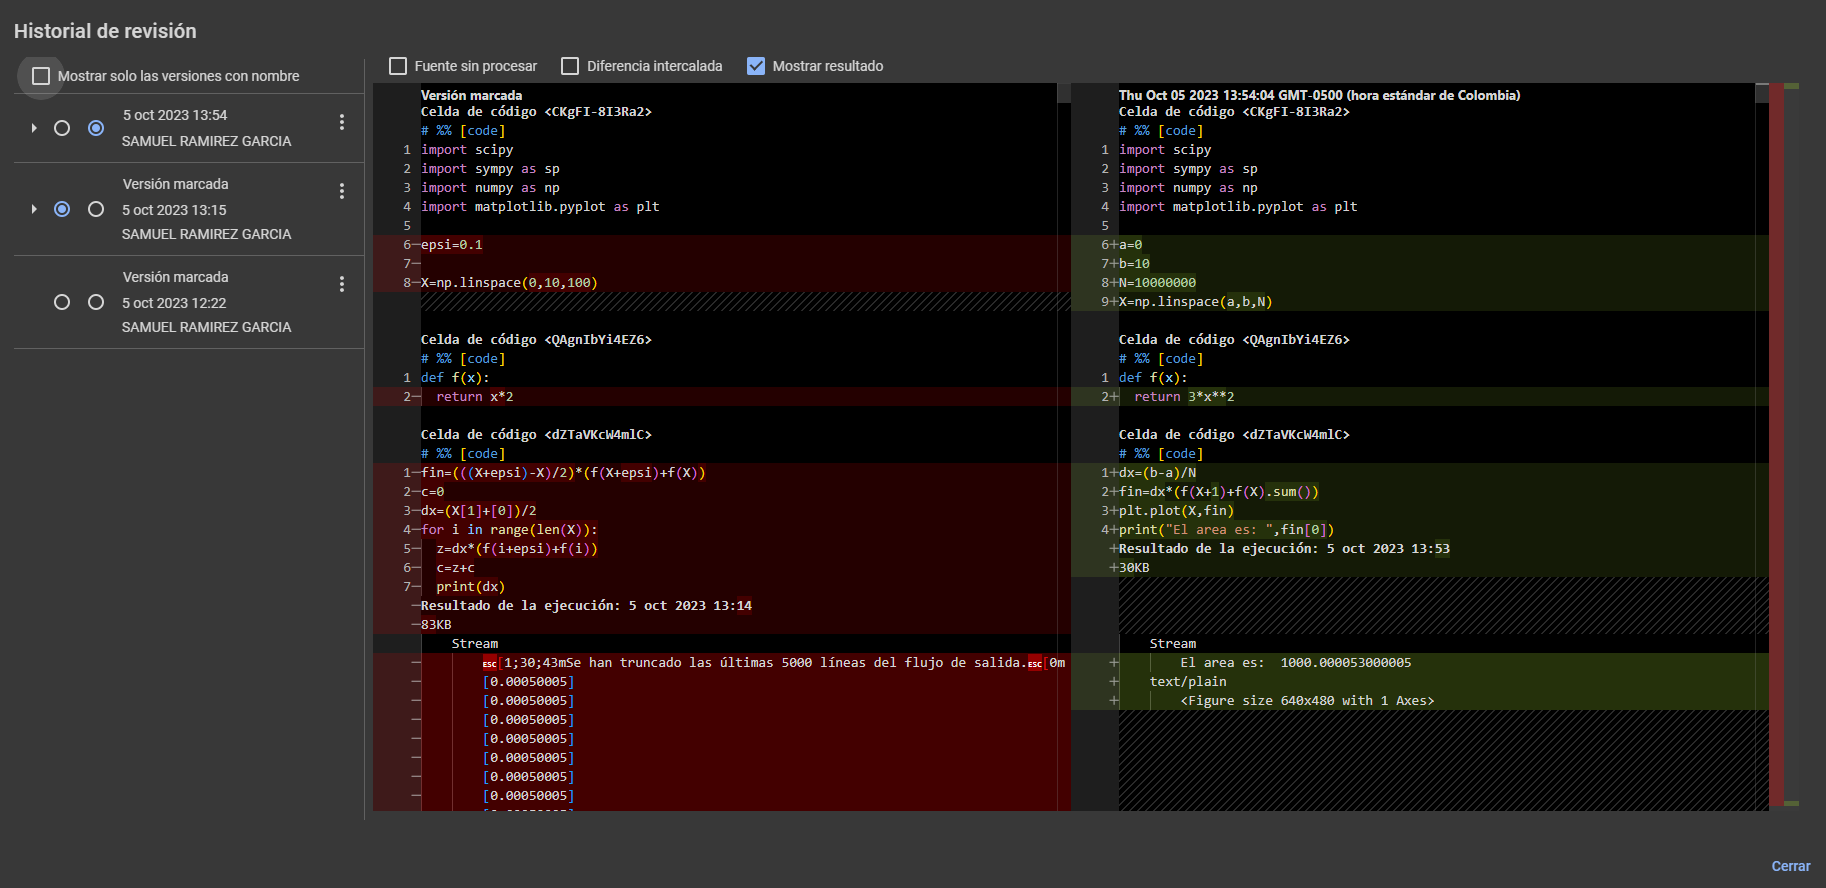 Historial de revisión
Mostrar solo las versiones con nombre
5 oct 2023 13:54
SAMUEL RAMIREZ GARCIA
Versión marcada
5 oct 2023 13:15
SAMUEL RAMIREZ GARCIA
Versión marcada
5 oct 2023 12:22
SAMUEL RAMIREZ GARCIA
Fuente sin procesar Diferencia intercalada Mostrar resultado
Versión marcada
Celda de código <CKgFI-8I3Ra2>
# %% [code]
1 import scipy
2 import sympy as sp
3 import numpy as np
4 import matplotlib.pyplot as plt
5
6—epsi=0.1
7—
8—X=np.linspace(0,10,100)
Celda de código <QAgnIbYi4EZ6>
# %% [code]
1 def f(x):
2— return x*2
Celda de código <dZTaVKcW4mlC>
# %% [code]
1—fin=(((X+epsi)-X)/2)*(f(X+epsi)+f(X))
2—c=0
3—dx=(X[1]+[0])/2
4—for i in range(len(X)):
5— z=dx*(f(i+epsi)+f(i))
6— c=z+c
7— print(dx)
—Resultado de la ejecución: 5 oct 2023 13:14
—83KB
Stream
— ESC[1;30;43mSe han truncado las últimas 5000 líneas del flujo de salida.ESC[0m
— [0.00050005]
— [0.00050005]
— [0.00050005]
— [0.00050005]
— [0.00050005]
— [0.00050005]
— [0.00050005]
Thu Oct 05 2023 13:54:04 GMT-0500 (hora estándar de Colombia)
Celda de código <CKgFI-8I3Ra2>
# %% [code]
1 import scipy
2 import sympy as sp
3 import numpy as np
4 import matplotlib.pyplot as plt
5
6+a=0
7+b=10
8+N=10000000
9+X=np.linspace(a,b,N)
Celda de código <QAgnIbYi4EZ6>
# %% [code]
1 def f(x):
2+ return 3*x**2
Celda de código <dZTaVKcW4mlC>
# %% [code]
1+dx=(b-a)/N
2+fin=dx*(f(X+1)+f(X).sum())
3+plt.plot(X,fin)
4+print("El area es: ",fin[0])
+Resultado de la ejecución: 5 oct 2023 13:53
+30KB
Stream
+ El area es:  1000.000053000005
+ text/plain
+ <Figure size 640x480 with 1 Axes>
Cerrar